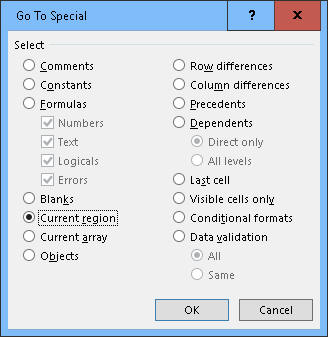 Go To Special
?
Select
Comments
Constants
Formulas
Numbers
Text
Logicals
Errors
Blanks
Current region
Current array
Objects
Row differences
Column differences
Precedents
Dependents
Direct only
All levels
Last cell
Visible cells only
Conditional formats
Data validation
All
Same
OK
Cancel